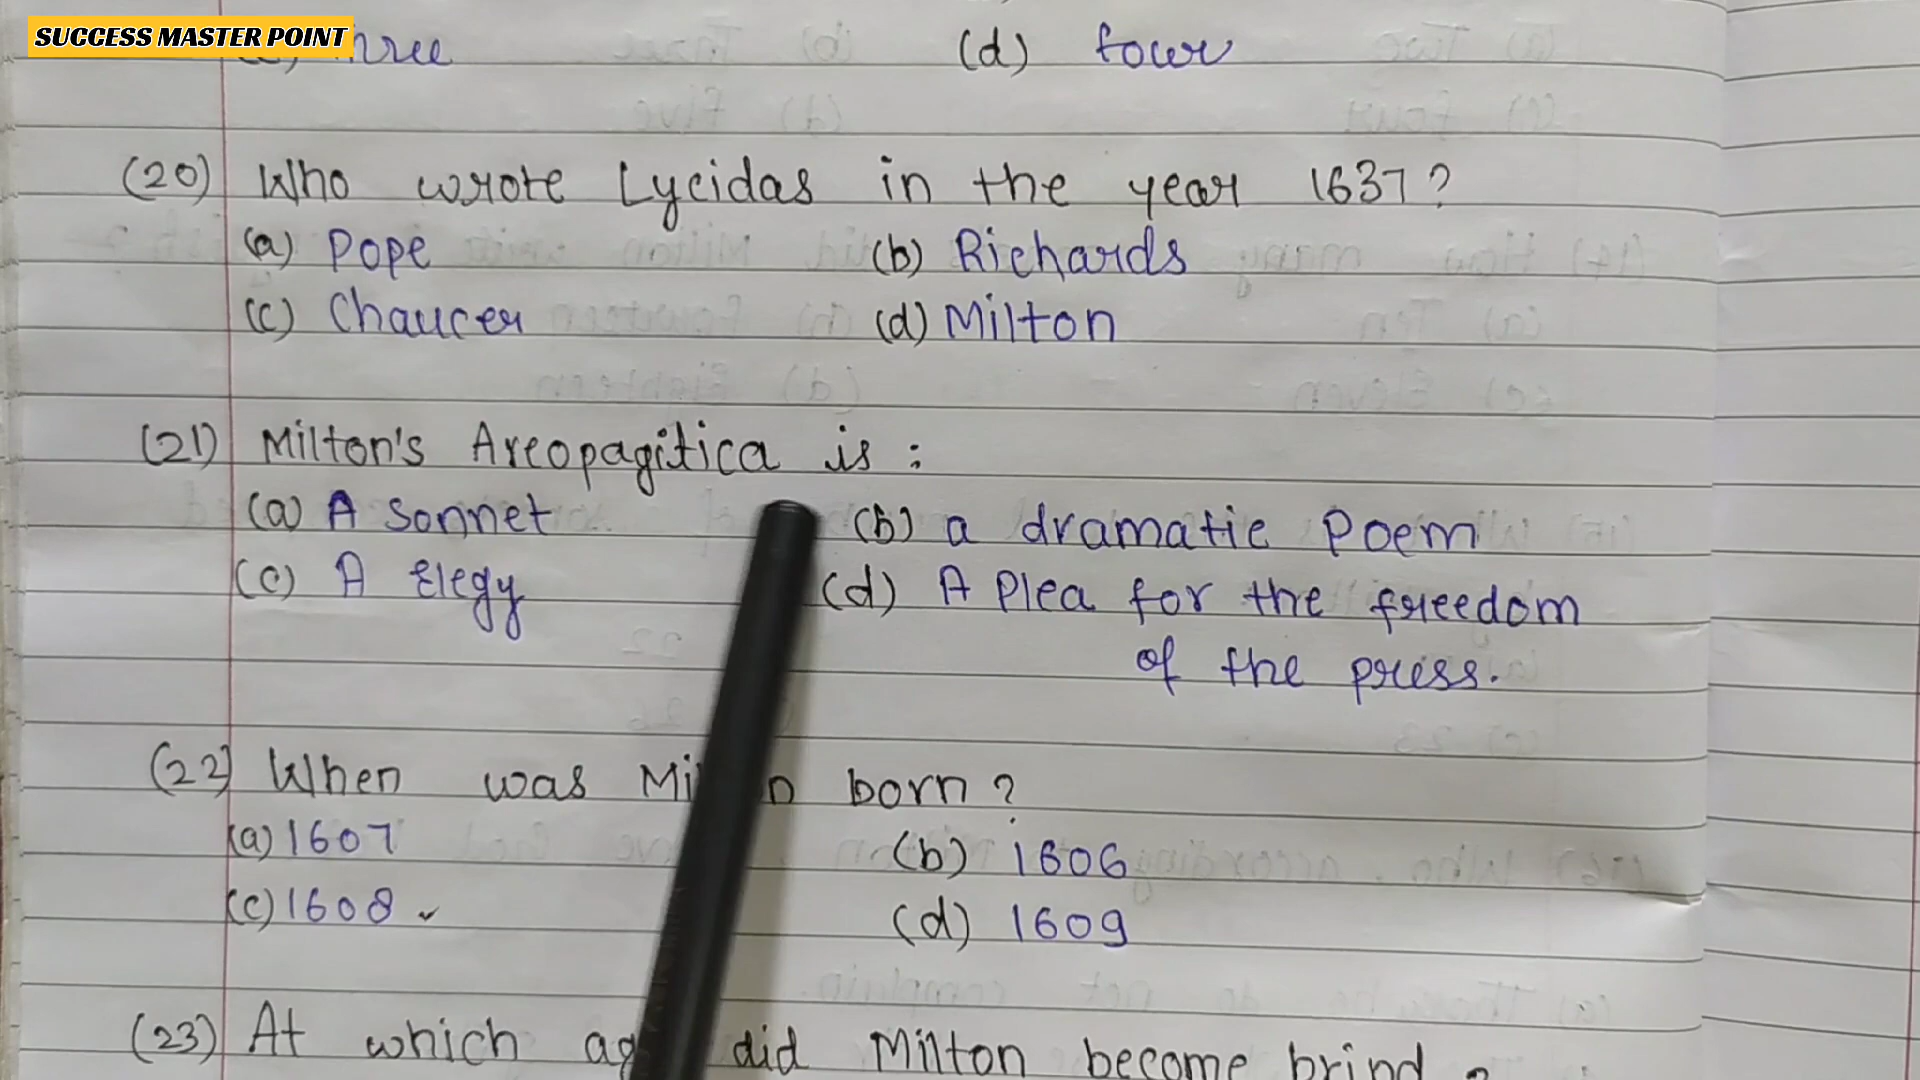 SUCCESS MASTER POINT
(d) four
(20) Who wrote Lycidas in the year 1637?
(a) Pope (b) Richards
(c) Chaucer (d) Milton
(21) Milton's Areopagitica is :
(a) A Sonnet (b) a dramatic Poem
(c) A Elegy (d) A Plea for the freedom
of the press.
(22) When was born?
(a) 1607 (b) 1606
(c) 1608 ✓ (d) 1609
(23) At which did Milton become brind ?